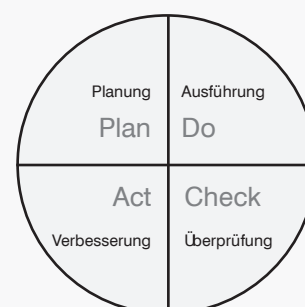 Planung
Ausführung
Plan
Do
Act
Check
Verbesserung
Überprüfung